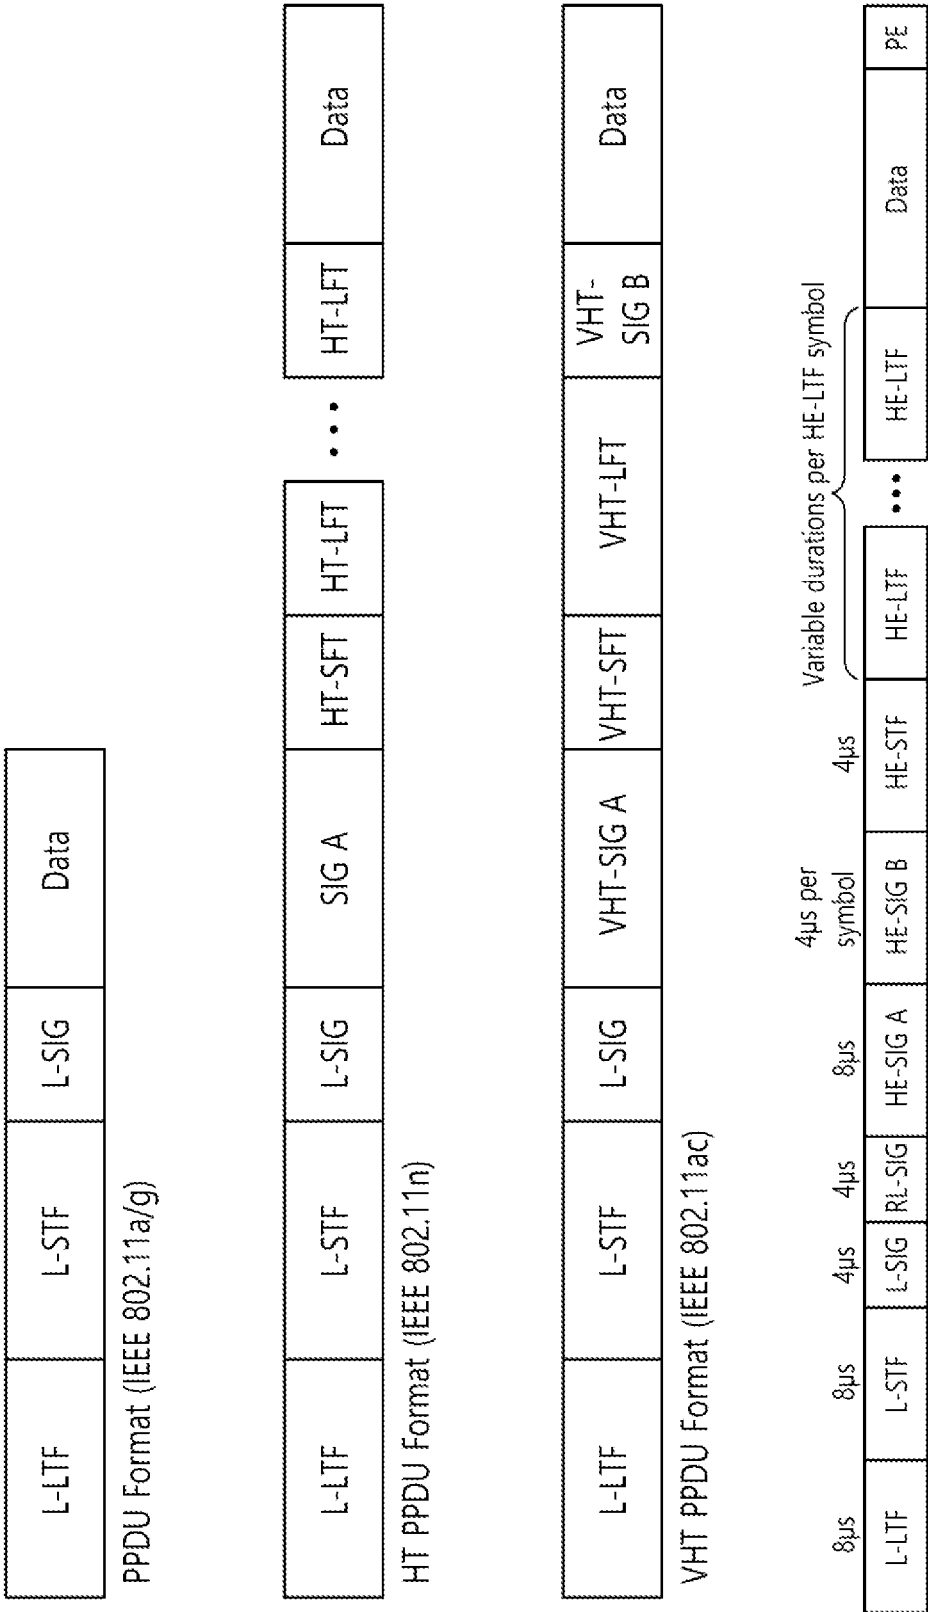 L-LTF L-STF L-SIG Data
PPDU Format (IEEE 802.11a/g)
L-LTF L-STF L-SIG SIG A HT-SFT HT-LFT ••• HT-LFT Data
HT PPDU Format (IEEE 802.11n)
L-LTF L-STF L-SIG VHT-SIG A VHT-SFT VHT-LFT VHT-
SIG B Data
VHT PPDU Format (IEEE 802.11ac)
Variable durations per HE-LTF symbol
8µs 8µs 4µs 4µs 8µs 4µs per
symbol 4µs
L-LTF L-STF L-SIG RL-SIG HE-SIG A HE-SIG B HE-STF HE-LTF ••• HE-LTF Data PE